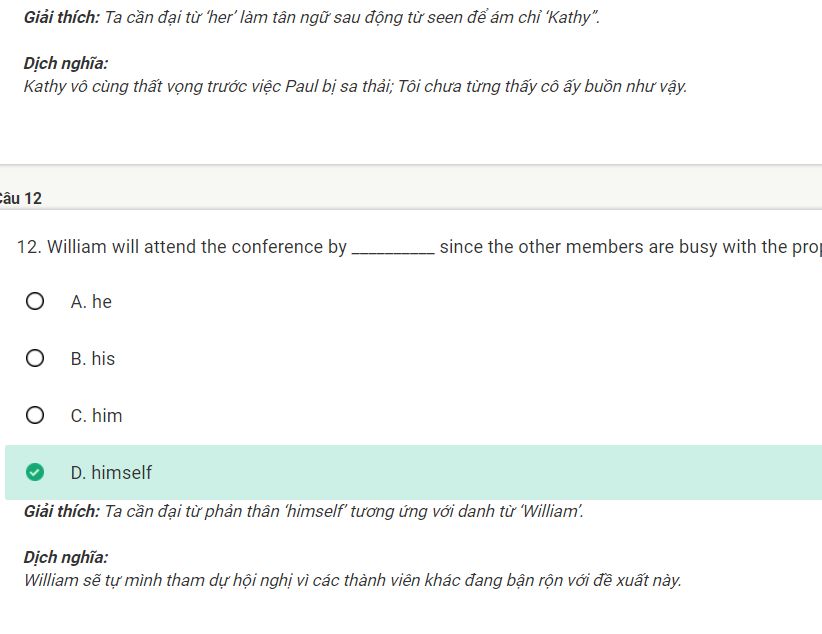 Giải thích: Ta cần đại từ ‘her’ làm tân ngữ sau động từ seen để ám chỉ ‘Kathy”.
Dịch nghĩa:
Kathy vô cùng thất vọng trước việc Paul bị sa thải; Tôi chưa từng thấy cô ấy buồn như vậy.
Câu 12
12. William will attend the conference by __________ since the other members are busy with the
A. he
B. his
C. him
D. himself
Giải thích: Ta cần đại từ phản thân ‘himself’ tương ứng với danh từ ‘William’.
Dịch nghĩa:
William sẽ tự mình tham dự hội nghị vì các thành viên khác đang bận rộn với đề xuất này.